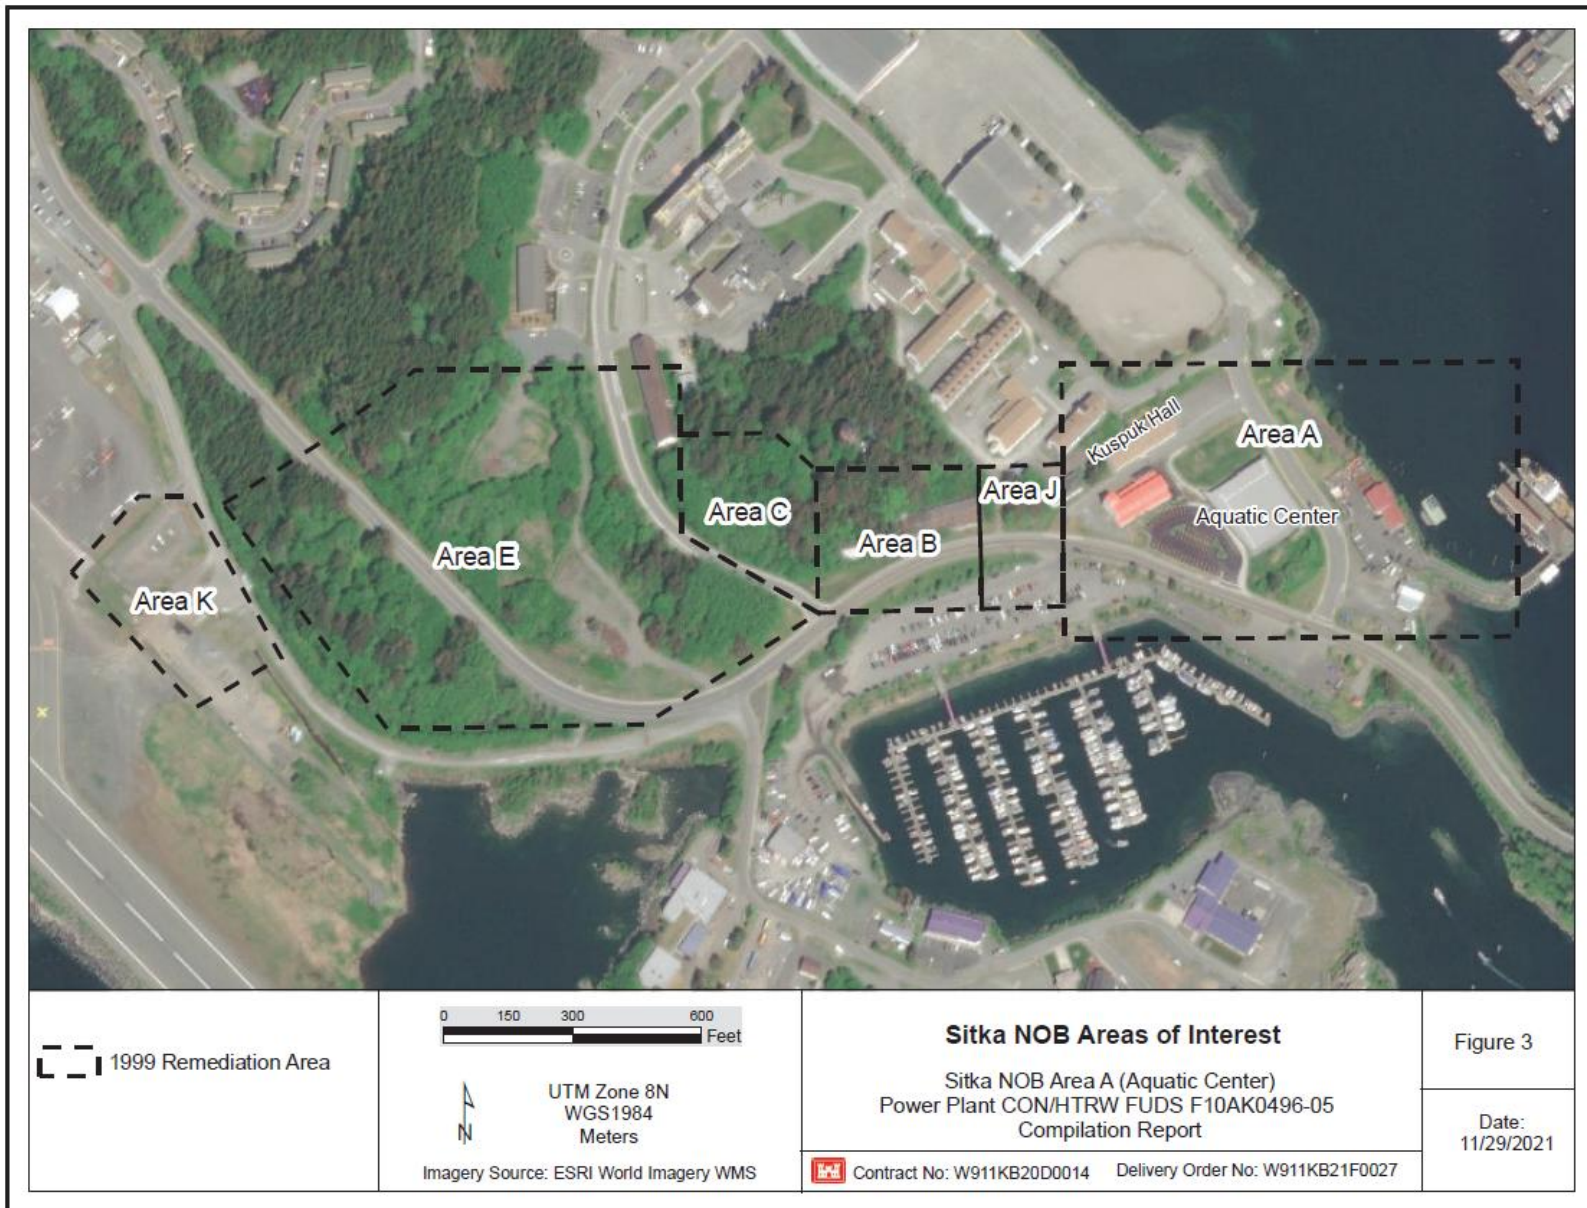 Kuspuk Hall
Area A
Area J
Area C
Aquatic Center
Area B
Area E
Area K
1999 Remediation Area
0 150 300 600
Feet
N
UTM Zone 8N
WGS1984
Meters
Imagery Source: ESRI World Imagery WMS
Sitka NOB Areas of Interest
Sitka NOB Area A (Aquatic Center)
Power Plant CON/HTRW FUDS F10AK0496-05
Compilation Report
Contract No: W911KB20D0014 Delivery Order No: W911KB21F0027
Figure 3
Date:
11/29/2021